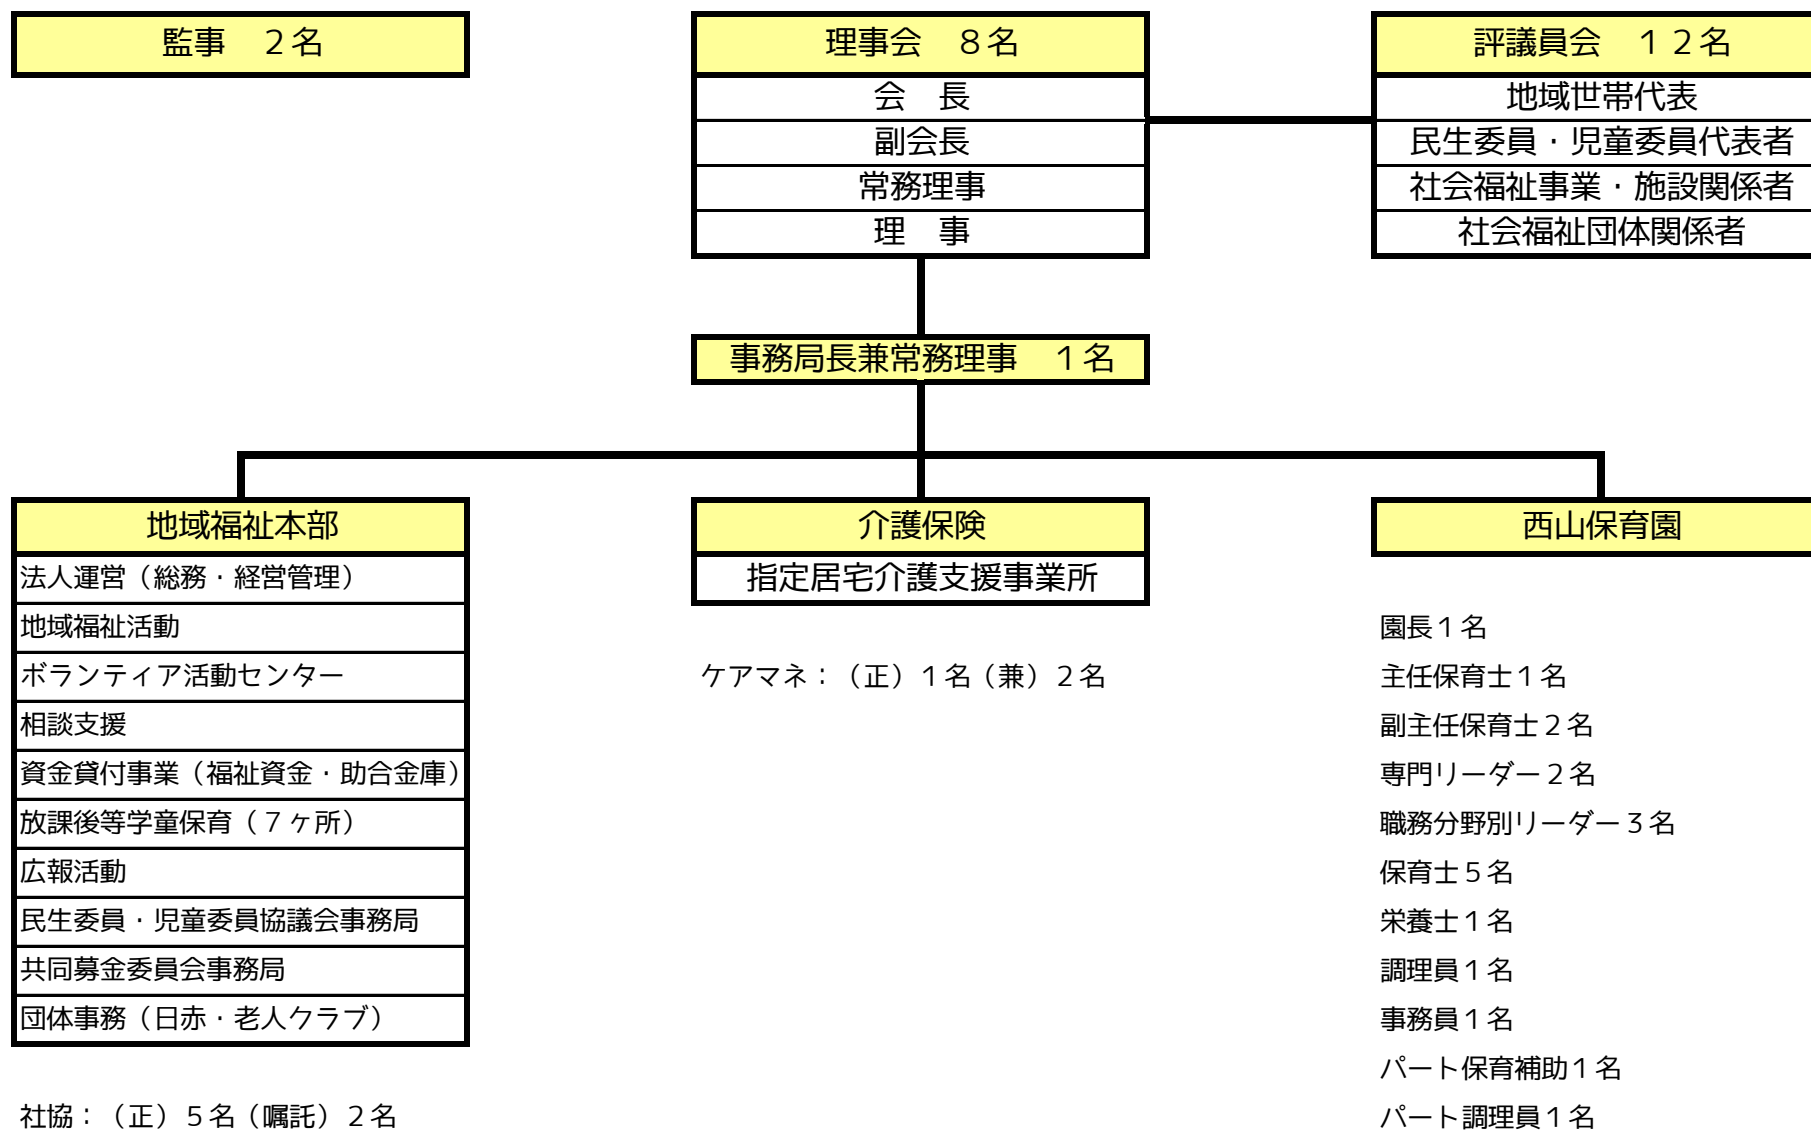 監事　２名
理事会　８名
会　長
副会長
常務理事
理　事
評議員会　１２名
地域世帯代表
民生委員・児童委員代表者
社会福祉事業・施設関係者
社会福祉団体関係者
事務局長兼常務理事　１名
地域福祉本部
法人運営（総務・経営管理）
地域福祉活動
ボランティア活動センター
相談支援
資金貸付事業（福祉資金・助合金庫）
放課後等学童保育（７ヶ所）
広報活動
民生委員・児童委員協議会事務局
共同募金委員会事務局
団体事務（日赤・老人クラブ）
社協：（正）５名（嘱託）２名
介護保険
指定居宅介護支援事業所
ケアマネ：（正）１名（兼）２名
西山保育園
園長１名
主任保育士１名
副主任保育士２名
専門リーダー２名
職務分野別リーダー３名
保育士５名
栄養士１名
調理員１名
事務員１名
パート保育補助１名
パート調理員１名